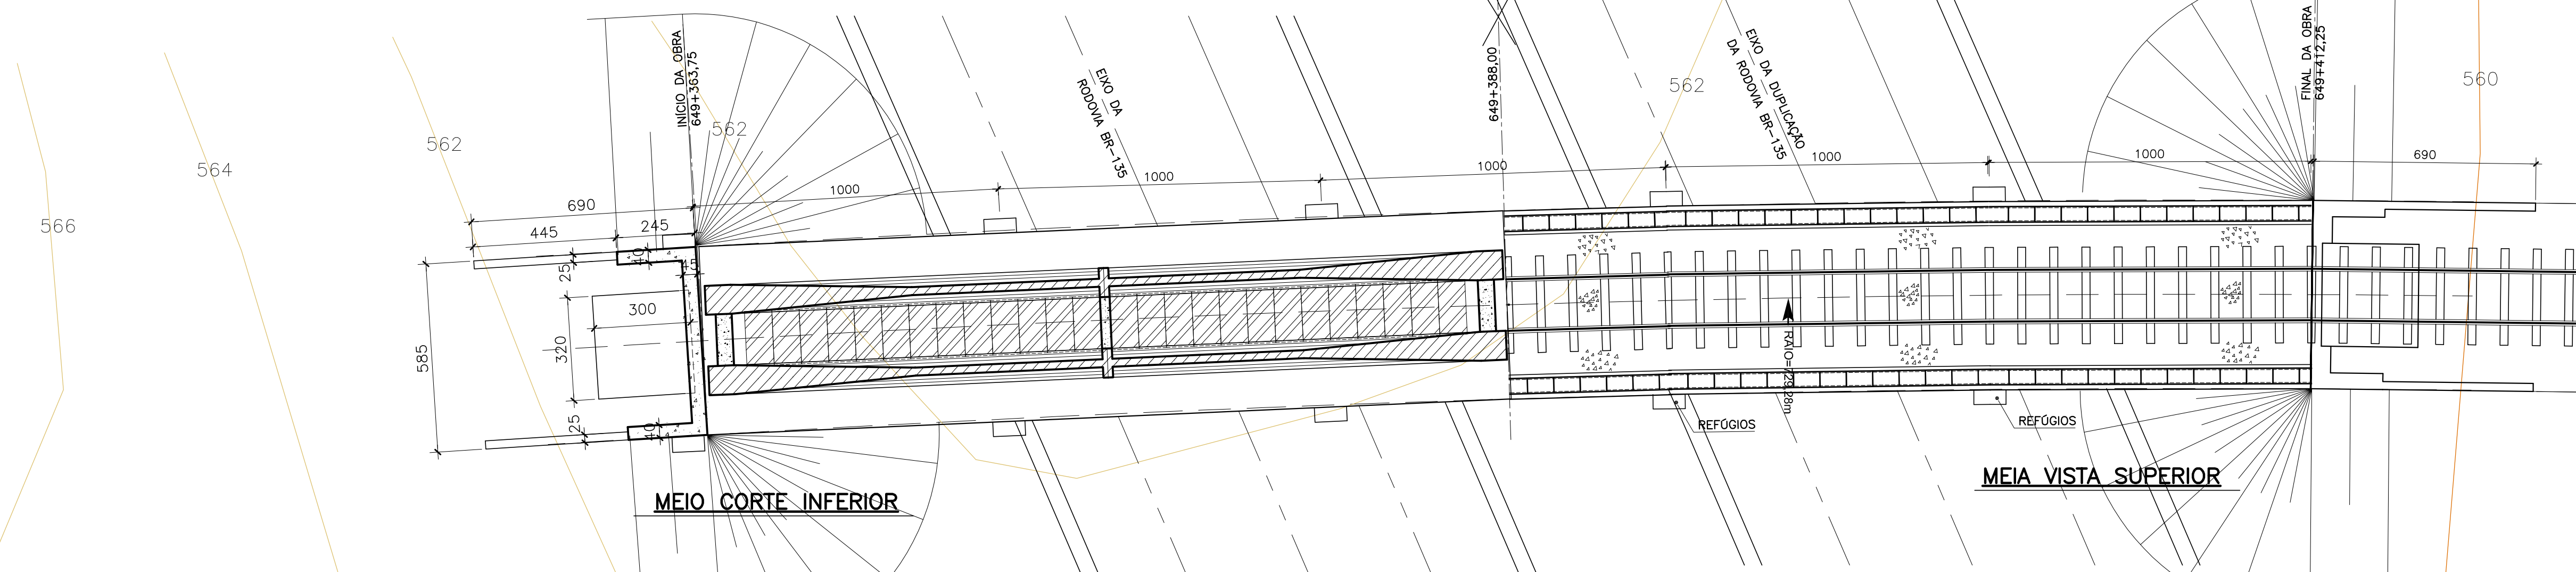 566
564
562
INÍCIO DA OBRA
649+363,75
562
EIXO DA
RODOVIA BR-135
649+388,00
562
EIXO DA DUPLICAÇÃO
DA RODOVIA BR-135
FINAL DA OBRA
649+412,25
560
1000
1000
1000
1000
1000
690
690
445
245
25
40
45
300
320
585
25
40
RAIO=729,28m
REFÚGIOS
REFÚGIOS
MEIO CORTE INFERIOR
MEIA VISTA SUPERIOR